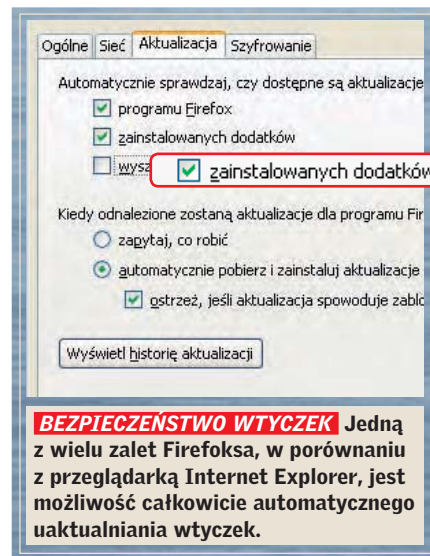 Ogólne Sieć Aktualizacja Szyfrowanie
Automatycznie sprawdzaj, czy dostępne są aktualizacje
programu Firefox
zainstalowanych dodatków
wysz
zainstalowanych dodatków
Kiedy odnalezione zostaną aktualizacje dla programu Fir
zapytaj, co robić
automatycznie pobierz i zainstaluj aktualizacje
ostrzeż, jeśli aktualizacja spowoduje zablo
Wyświetl historię aktualizacji
BEZPIECZEŃSTWO WTYCZEK Jedną
z wielu zalet Firefoksa, w porównaniu
z przeglądarką Internet Explorer, jest
możliwość całkowicie automatycznego
uaktualniania wtyczek.